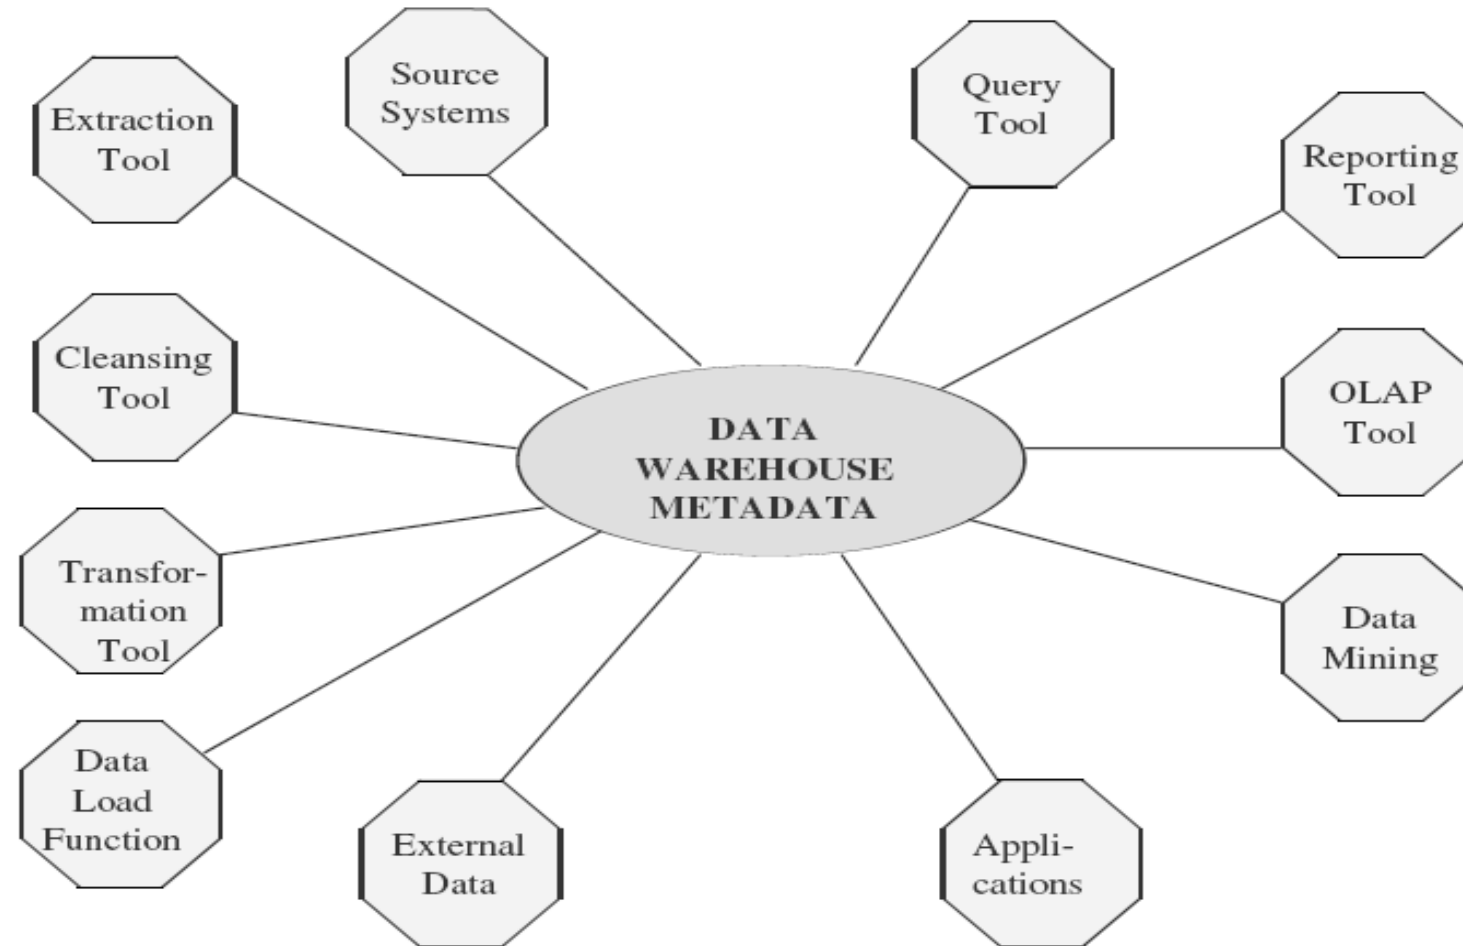 Source
Systems
Query
Tool
Extraction
Tool
Reporting
Tool
Cleansing
Tool
OLAP
Tool
DATA
WAREHOUSE
METADATA
Transfor-
mation
Tool
Data
Mining
Data
Load
Function
External
Data
Appli-
cations